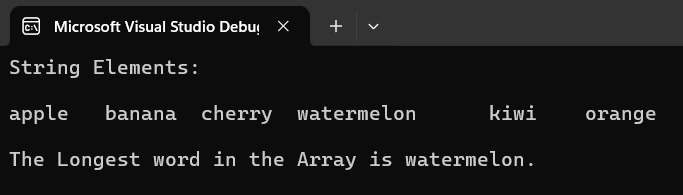 Microsoft Visual Studio Debu
String Elements:
apple   banana  cherry  watermelon      kiwi    orange
The Longest word in the Array is watermelon.